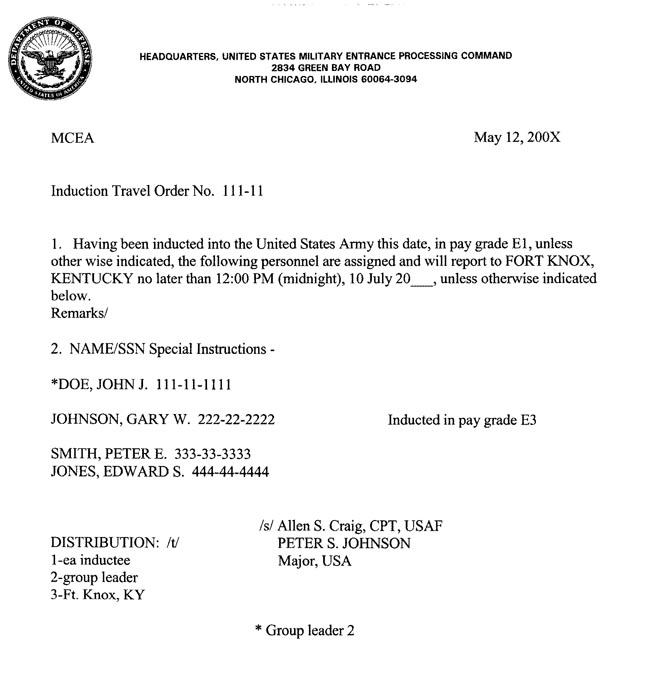 DEPARTMENT OF DEFENSE
UNITED STATES OF AMERICA
HEADQUARTERS, UNITED STATES MILITARY ENTRANCE PROCESSING COMMAND
2834 GREEN BAY ROAD
NORTH CHICAGO, ILLINOIS 60064-3094
MCEA May 12, 200X
Induction Travel Order No. 111-11
1. Having been inducted into the United States Army this date, in pay grade E1, unless
other wise indicated, the following personnel are assigned and will report to FORT KNOX,
KENTUCKY no later than 12:00 PM (midnight), 10 July 20___, unless otherwise indicated
below.
Remarks/
2. NAME/SSN Special Instructions -
*DOE, JOHN J. 111-11-1111
JOHNSON, GARY W. 222-22-2222 Inducted in pay grade E3
SMITH, PETER E. 333-33-3333
JONES, EDWARD S. 444-44-4444
/s/ Allen S. Craig, CPT, USAF
DISTRIBUTION: /t/ PETER S. JOHNSON
1-ea inductee Major, USA
2-group leader
3-Ft. Knox, KY
* Group leader 2